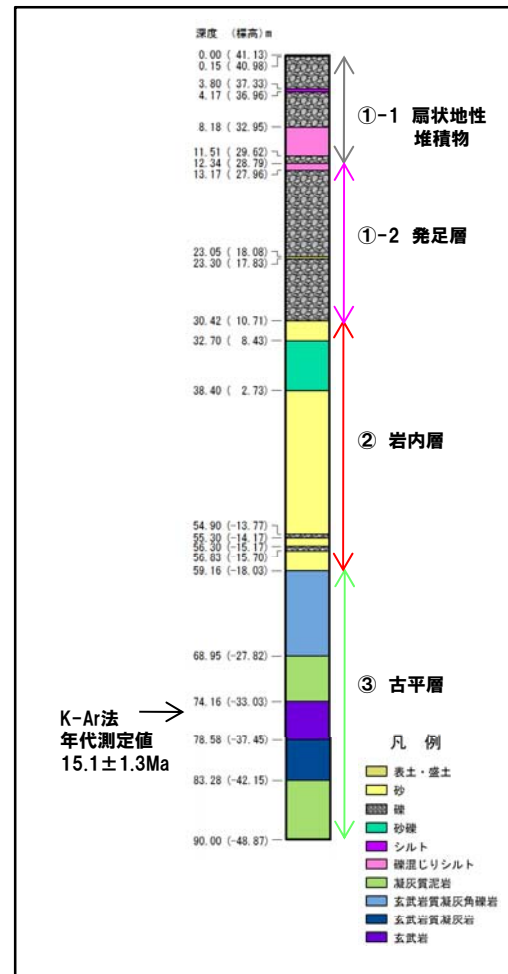 深度 (標高)m
0.00 ( 41.13)
0.15 ( 40.98)
3.80 ( 37.33)
4.17 ( 36.96)
8.18 ( 32.95)
11.51 ( 29.62)
12.34 ( 28.79)
13.17 ( 27.96)
23.05 ( 18.08)
23.30 ( 17.83)
30.42 ( 10.71)
32.70 ( 8.43)
38.40 ( 2.73)
54.90 (-13.77)
55.30 (-14.17)
56.30 (-15.17)
56.83 (-15.70)
59.16 (-18.03)
68.95 (-27.82)
74.16 (-33.03)
78.58 (-37.45)
83.28 (-42.15)
90.00 (-48.87)
①-1 扇状地性
堆積物
①-2 発足層
② 岩内層
③ 古平層
K-Ar法
年代測定値
15.1±1.3Ma
凡 例
表土・盛土
砂
礫
砂礫
シルト
礫混じりシルト
凝灰質泥岩
玄武岩質凝灰角礫岩
玄武岩質凝灰岩
玄武岩